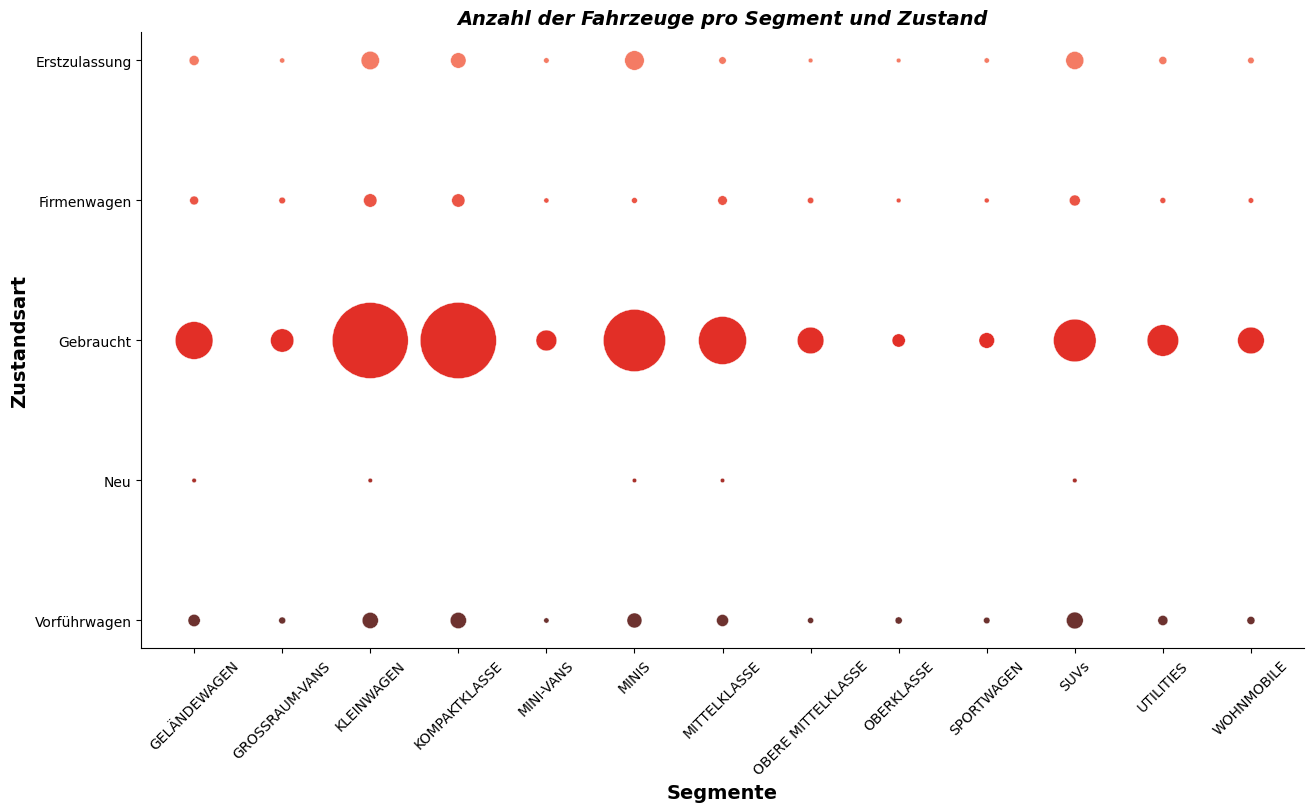 Anzahl der Fahrzeuge pro Segment und Zustand
Zustandsart
Erstzulassung
Firmenwagen
Gebraucht
Neu
Vorführwagen
GELÄNDEWAGEN
GROSSRAUM-VANS
KLEINWAGEN
KOMPAKTKLASSE
MINI-VANS
MINIS
MITTELKLASSE
OBERE MITTELKLASSE
OBERKLASSE
SPORTWAGEN
SUVs
UTILITIES
WOHNMOBILE
Segmente